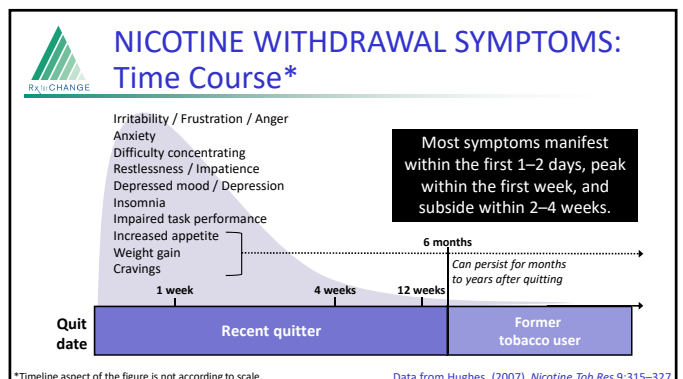 NICOTINE WITHDRAWAL SYMPTOMS:
Time Course*
Rx for CHANGE
Irritability / Frustration / Anger
Anxiety
Difficulty concentrating
Restlessness / Impatience
Depressed mood / Depression
Insomnia
Impaired task performance
Increased appetite
Weight gain
Cravings
Most symptoms manifest
within the first 1–2 days, peak
within the first week, and
subside within 2–4 weeks.
6 months
Can persist for months
to years after quitting
1 week
4 weeks
12 weeks
Quit
date
Recent quitter
Former
tobacco user
*Timeline aspect of the figure is not according to scale.
Data from Hughes. (2007). Nicotine Tob Res 9:315–327.